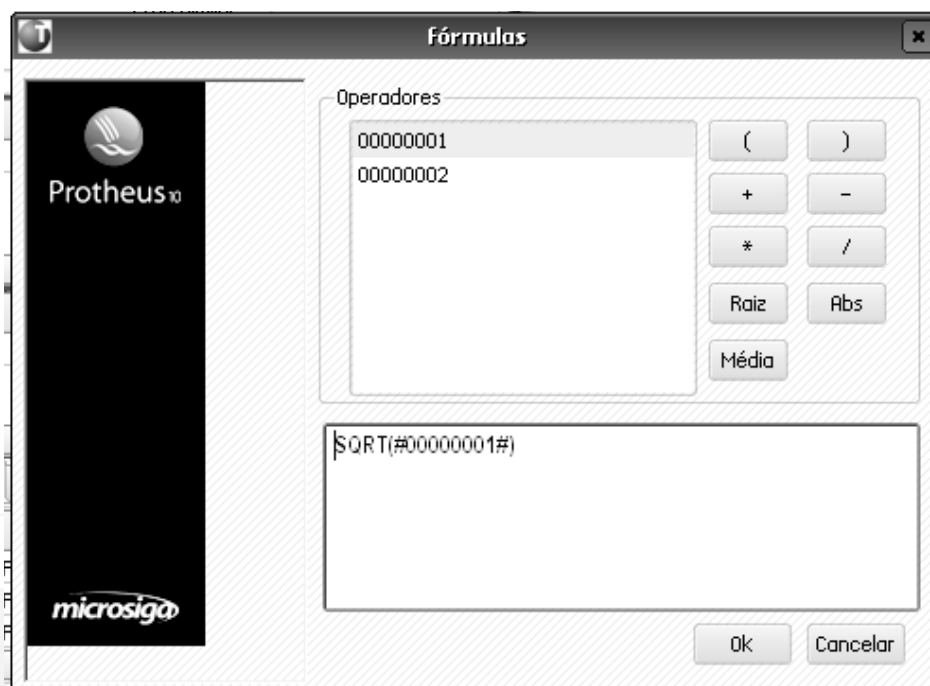 Fórmulas
Protheus10
microsiga
Operadores
00000001
00000002
( )
+ -
* /
Raiz Abs
Média
SQRT(#00000001#)
Ok Cancelar